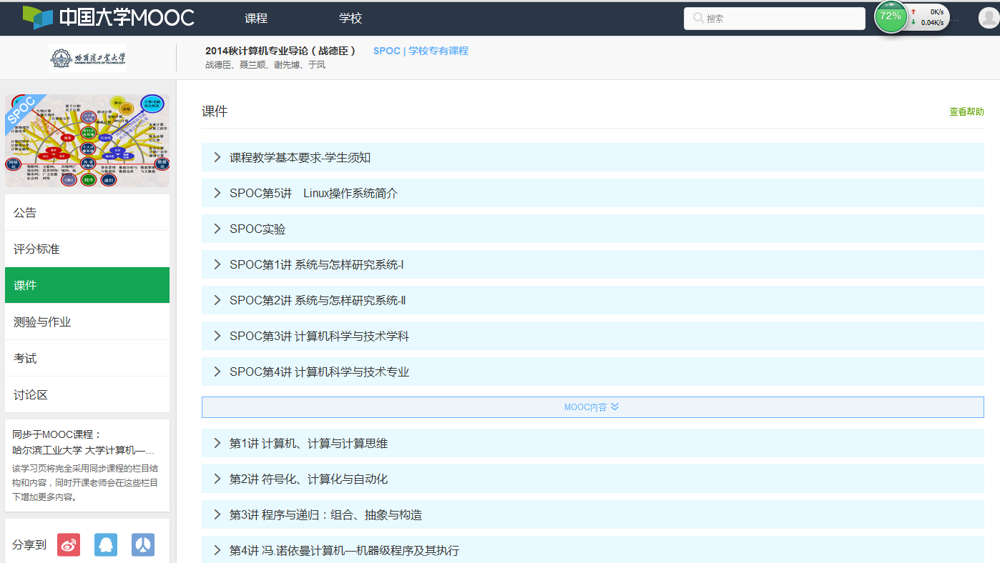 中国大学MOOC
课程
学校
搜索
72%
0K/s
0.04K/s
哈尔滨工业大学
HARBIN INSTITUTE OF TECHNOLOGY
2014秋计算机专业导论（战德臣）
SPOC | 学校专有课程
战德臣、聂兰顺、谢先博、于凤
SPOC
公告
评分标准
课件
测验与作业
考试
讨论区
同步于MOOC课程：
哈尔滨工业大学 大学计算机—...
该学习页将完全采用同步课程的栏目结
构和内容，同时开课老师会在这些栏目
下增加更多内容。
分享到
课件
查看帮助
课程教学基本要求-学生须知
SPOC第5讲　Linux操作系统简介
SPOC实验
SPOC第1讲 系统与怎样研究系统-I
SPOC第2讲 系统与怎样研究系统-II
SPOC第3讲 计算机科学与技术学科
SPOC第4讲 计算机科学与技术专业
MOOC内容
第1讲 计算机、计算与计算思维
第2讲 符号化、计算化与自动化
第3讲 程序与递归：组合、抽象与构造
第4讲 冯.诺依曼计算机—机器级程序及其执行